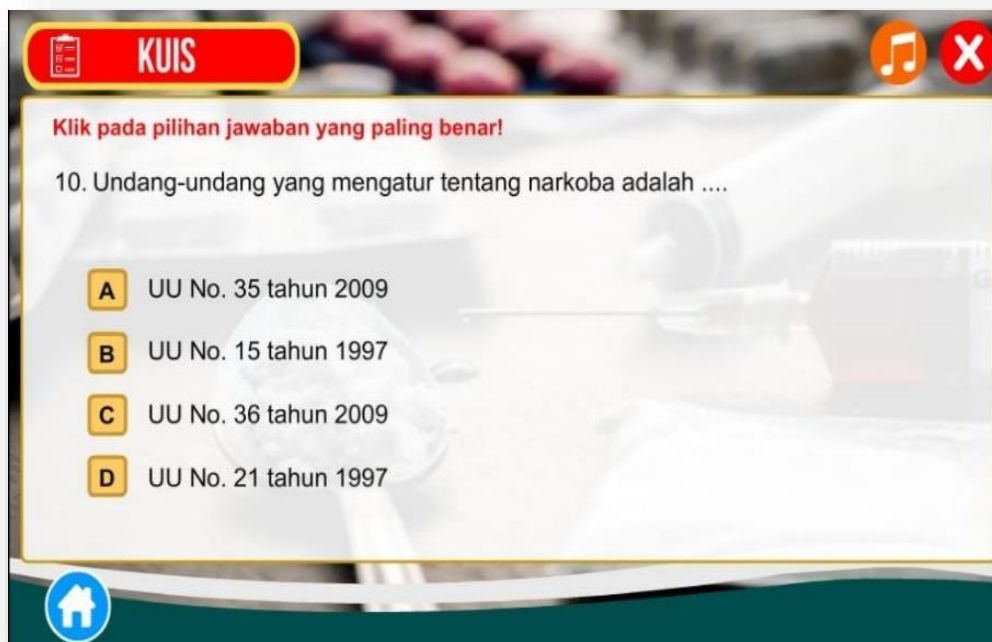 KUIS
Klik pada pilihan jawaban yang paling benar!
10. Undang-undang yang mengatur tentang narkoba adalah ....
A UU No. 35 tahun 2009
B UU No. 15 tahun 1997
C UU No. 36 tahun 2009
D UU No. 21 tahun 1997